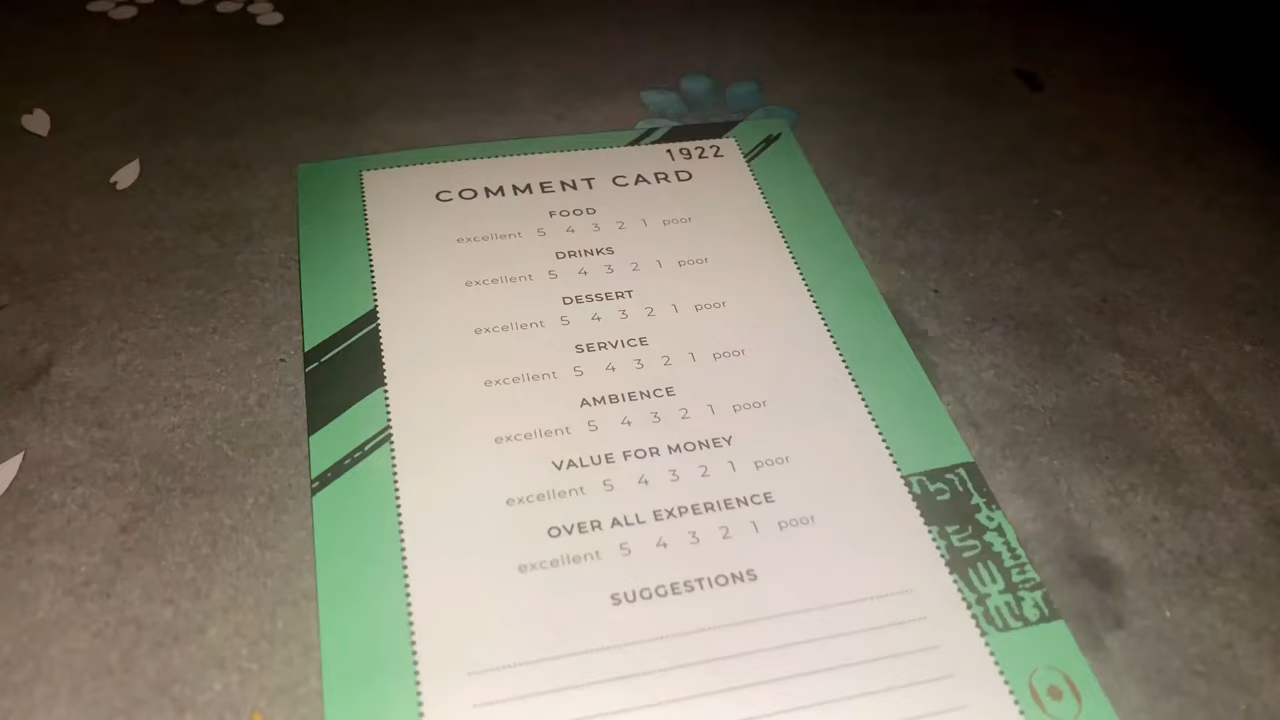 1922
COMMENT CARD
FOOD
excellent 5 4 3 2 1 poor
DRINKS
excellent 5 4 3 2 1 poor
DESSERT
excellent 5 4 3 2 1 poor
SERVICE
excellent 5 4 3 2 1 poor
AMBIENCE
excellent 5 4 3 2 1 poor
VALUE FOR MONEY
excellent 5 4 3 2 1 poor
OVER ALL EXPERIENCE
excellent 5 4 3 2 1 poor
SUGGESTIONS